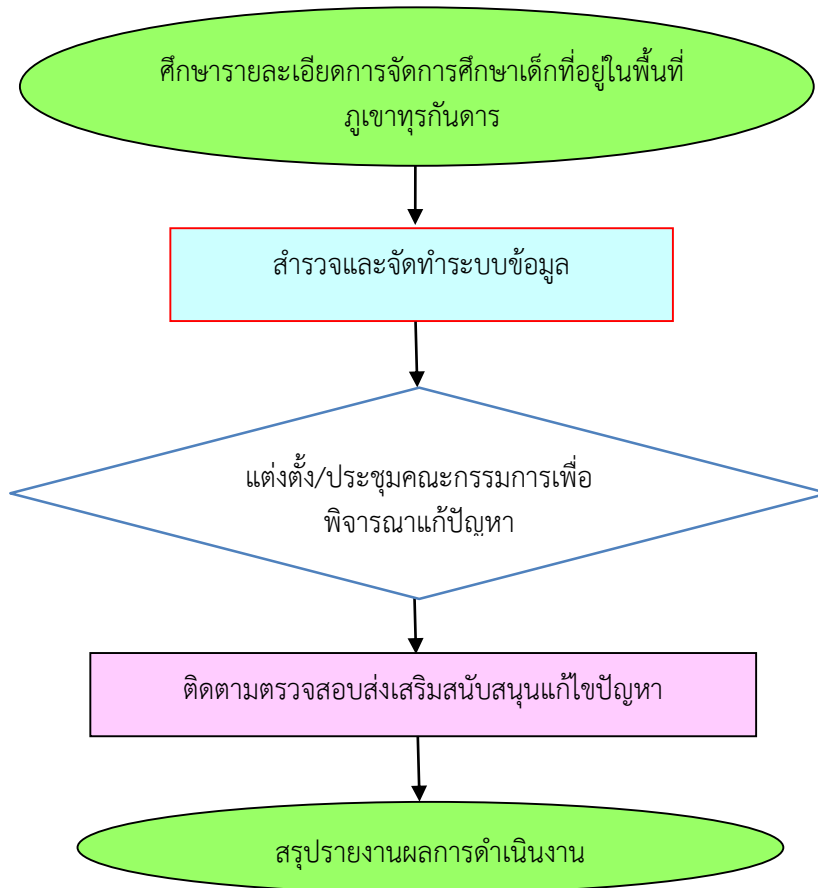 ศึกษารายละเอียดการจัดการศึกษาเด็กที่อยู่ในพื้นที่
ภูเขาทุรกันดาร
สำรวจและจัดทำระบบข้อมูล
แต่งตั้ง/ประชุมคณะกรรมการเพื่อ
พิจารณาแก้ปัญหา
ติดตามตรวจสอบส่งเสริมสนับสนุนแก้ไขปัญหา
สรุปรายงานผลการดำเนินงาน